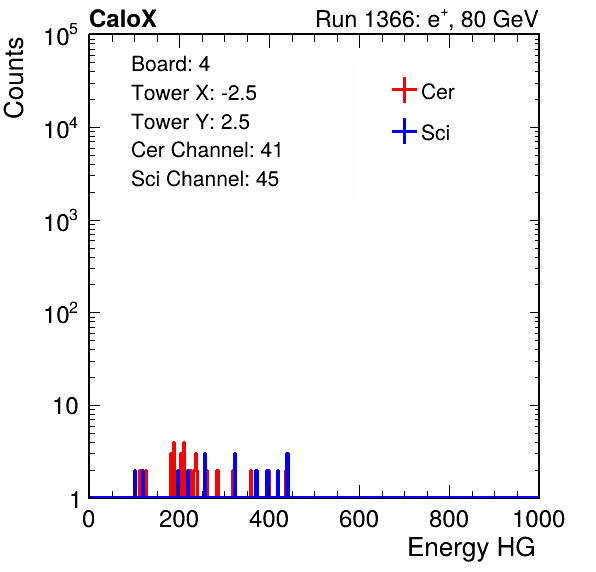 CaloX Run 1366: e⁺, 80 GeV
Counts
Board: 4
Tower X: -2.5
Tower Y: 2.5
Cer Channel: 41
Sci Channel: 45
Cer
Sci
10⁵
10⁴
10³
10²
10
1
0 200 400 600 800 1000
Energy HG